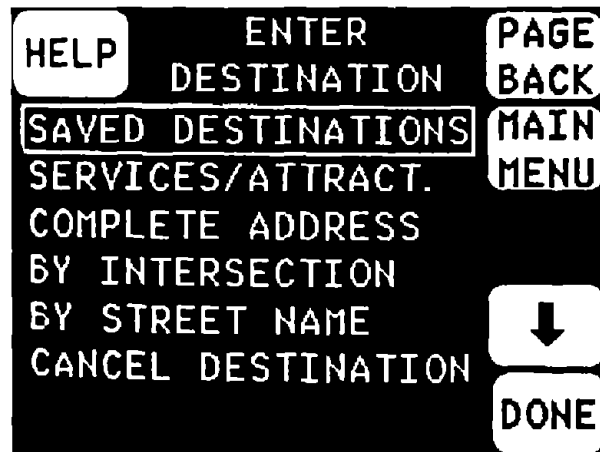 HELP
ENTER
DESTINATION
PAGE
BACK
SAVED DESTINATIONS
MAIN
MENU
SERVICES/ATTRACT.
COMPLETE ADDRESS
BY INTERSECTION
BY STREET NAME
CANCEL DESTINATION
DONE